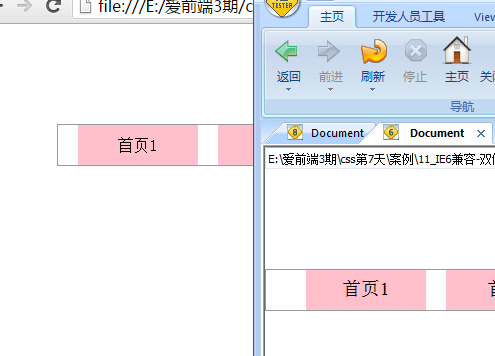 file:///E:/爱前端3期/c
首页1
TESTER
主页 开发人员工具 View
返回 前进 刷新 停止 主页 关闭
导航
8 Document 6 Document
E:\爱前端3期\css第7天\案例\11_IE6兼容-双
首页1